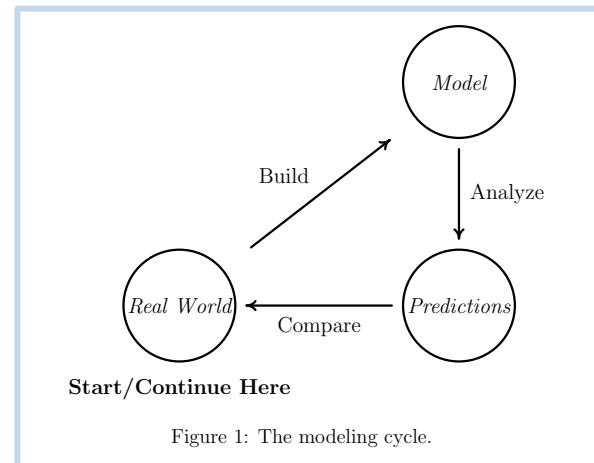 Model
Build
Analyze
Real World
Predictions
Compare
Start/Continue Here
Figure 1: The modeling cycle.